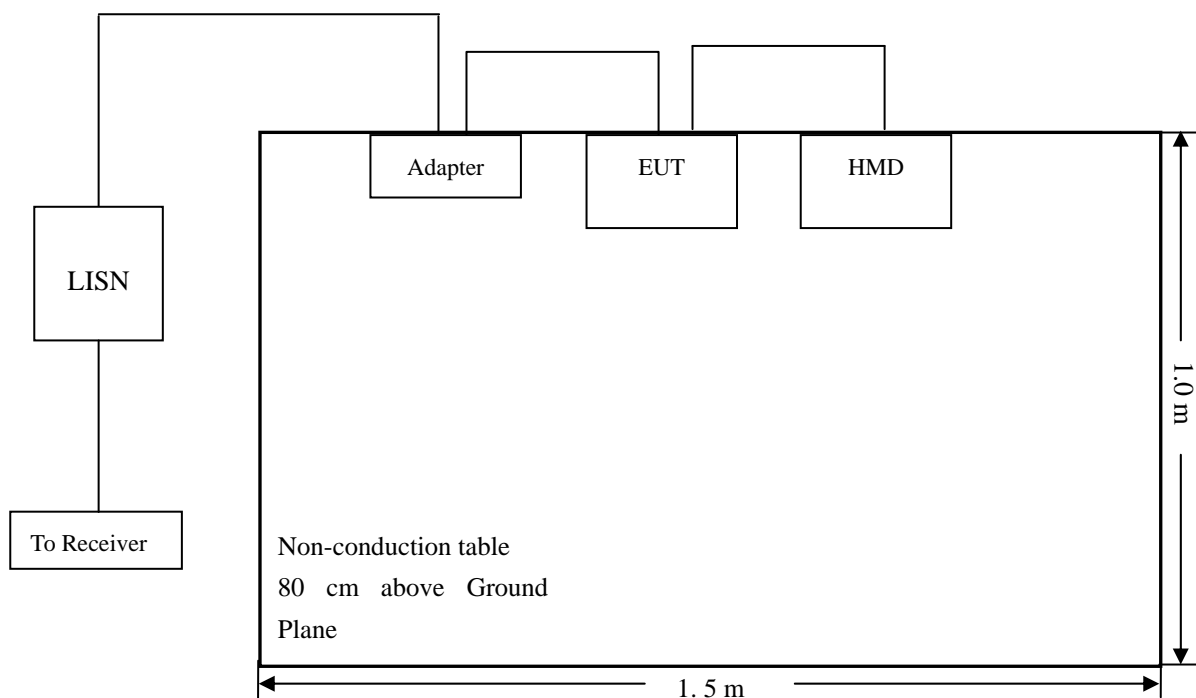 Adapter
EUT
HMD
LISN
1.0 m
To Receiver
Non-conduction table
80 cm above Ground
Plane
1. 5 m